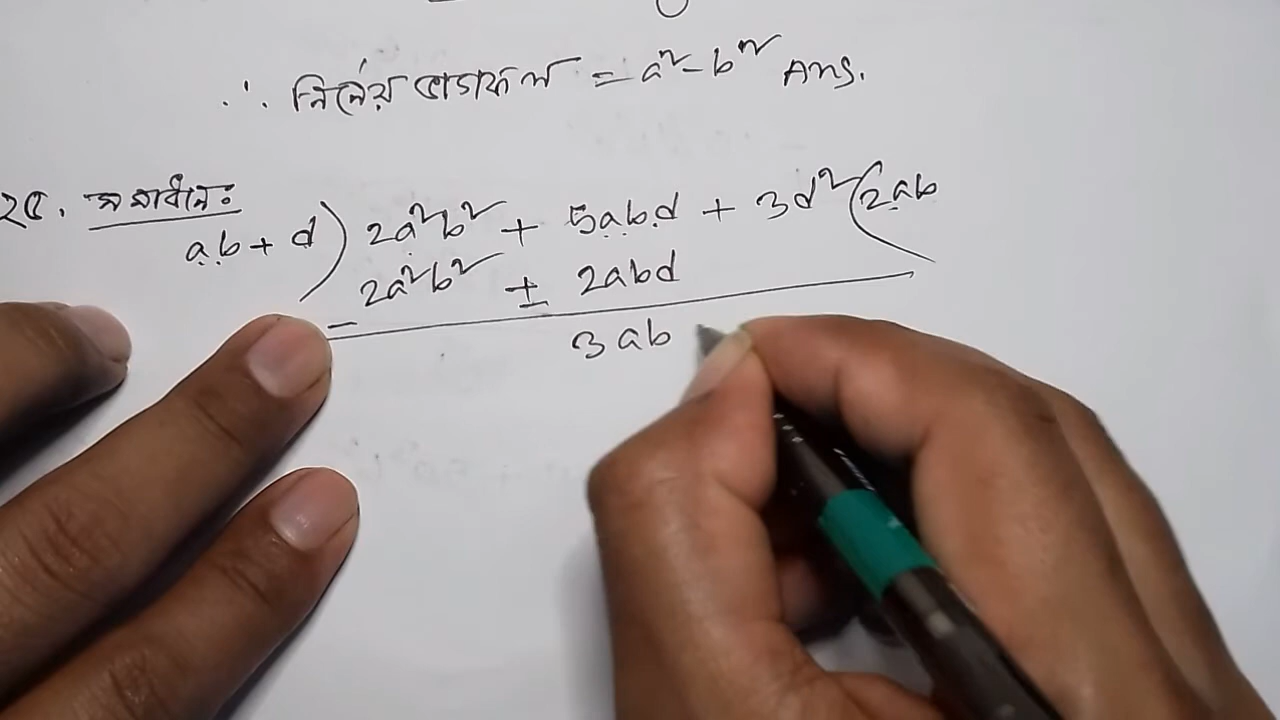 ∴ নির্ণেয় ভাগফল = a² - b² Ans.
২৫. সমাধান:
ab + d ) 2a²b² + 5abd + 3d² ( 2ab
2a²b² ± 2abd
-
3ab